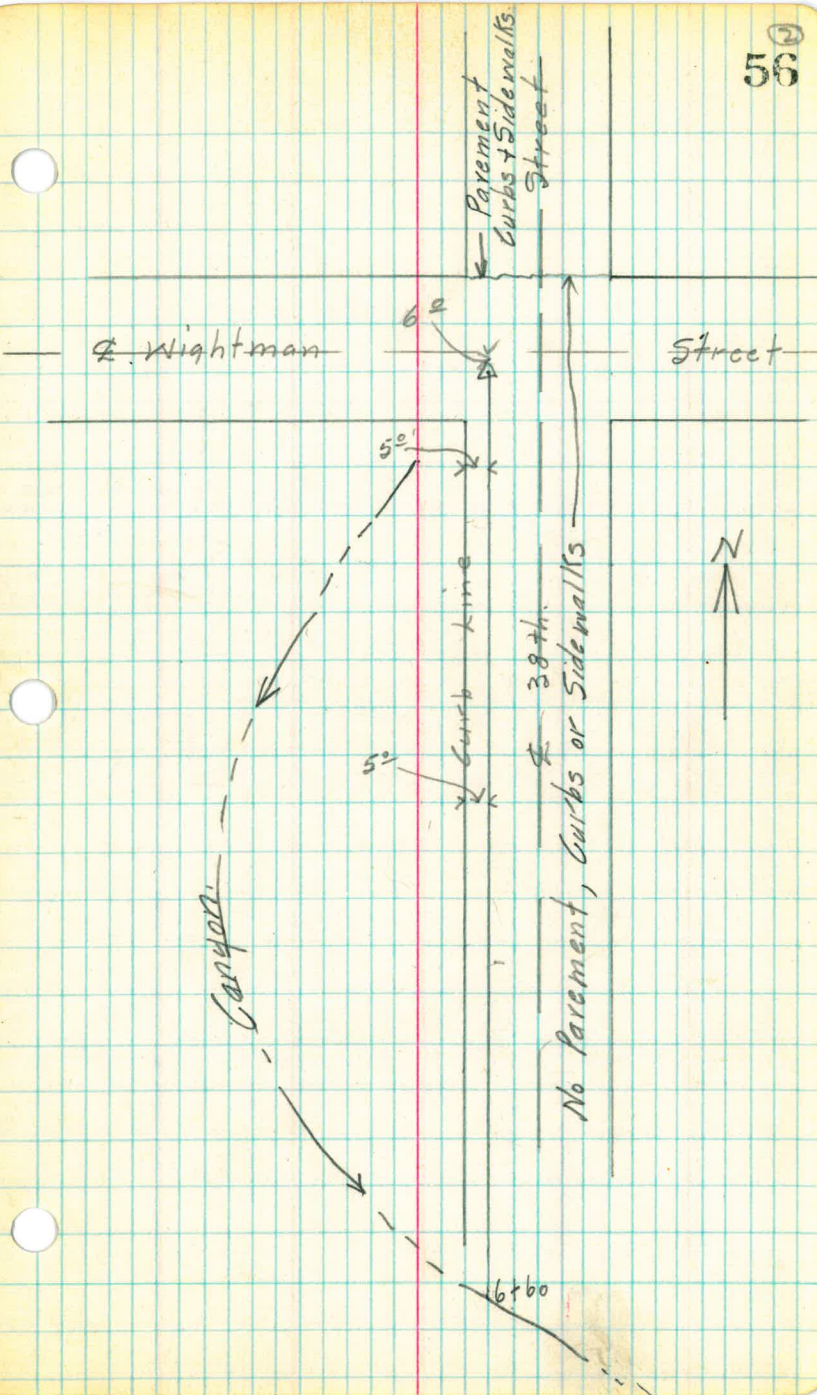 ②
56
Pavement
Curbs & Sidewalks
Street
6º
℄ Wightman Street
5º
Curb Line
℄ 38th.
No Pavement, Curbs or Sidewalks
N
5º
Canyon
6+60